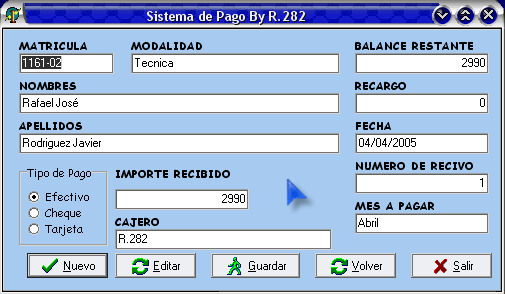 Sistema de Pago By R.282
MATRICULA MODALIDAD BALANCE RESTANTE
1161-02 Tecnica 2990
NOMBRES RECARGO
Rafael José 0
APELLIDOS FECHA
Rodriguez Javier 04/04/2005
Tipo de Pago IMPORTE RECIBIDO NUMERO DE RECIVO
Efectivo 2990 1
Cheque CAJERO MES A PAGAR
Tarjeta R.282 Abril
Nuevo Editar Guardar Volver Salir